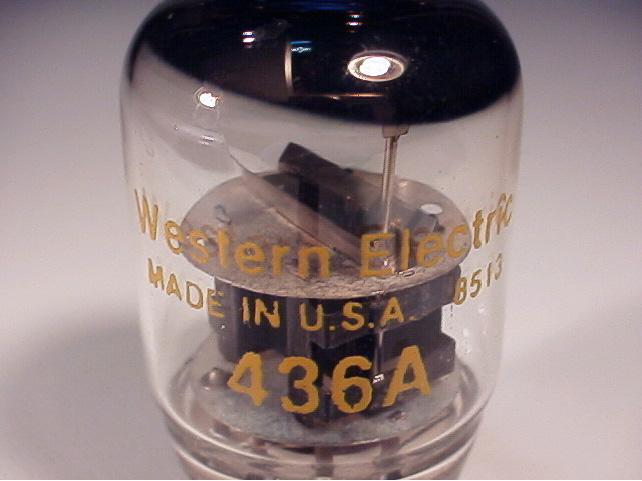 Western Electric
MADE IN U.S.A. 8513
436A